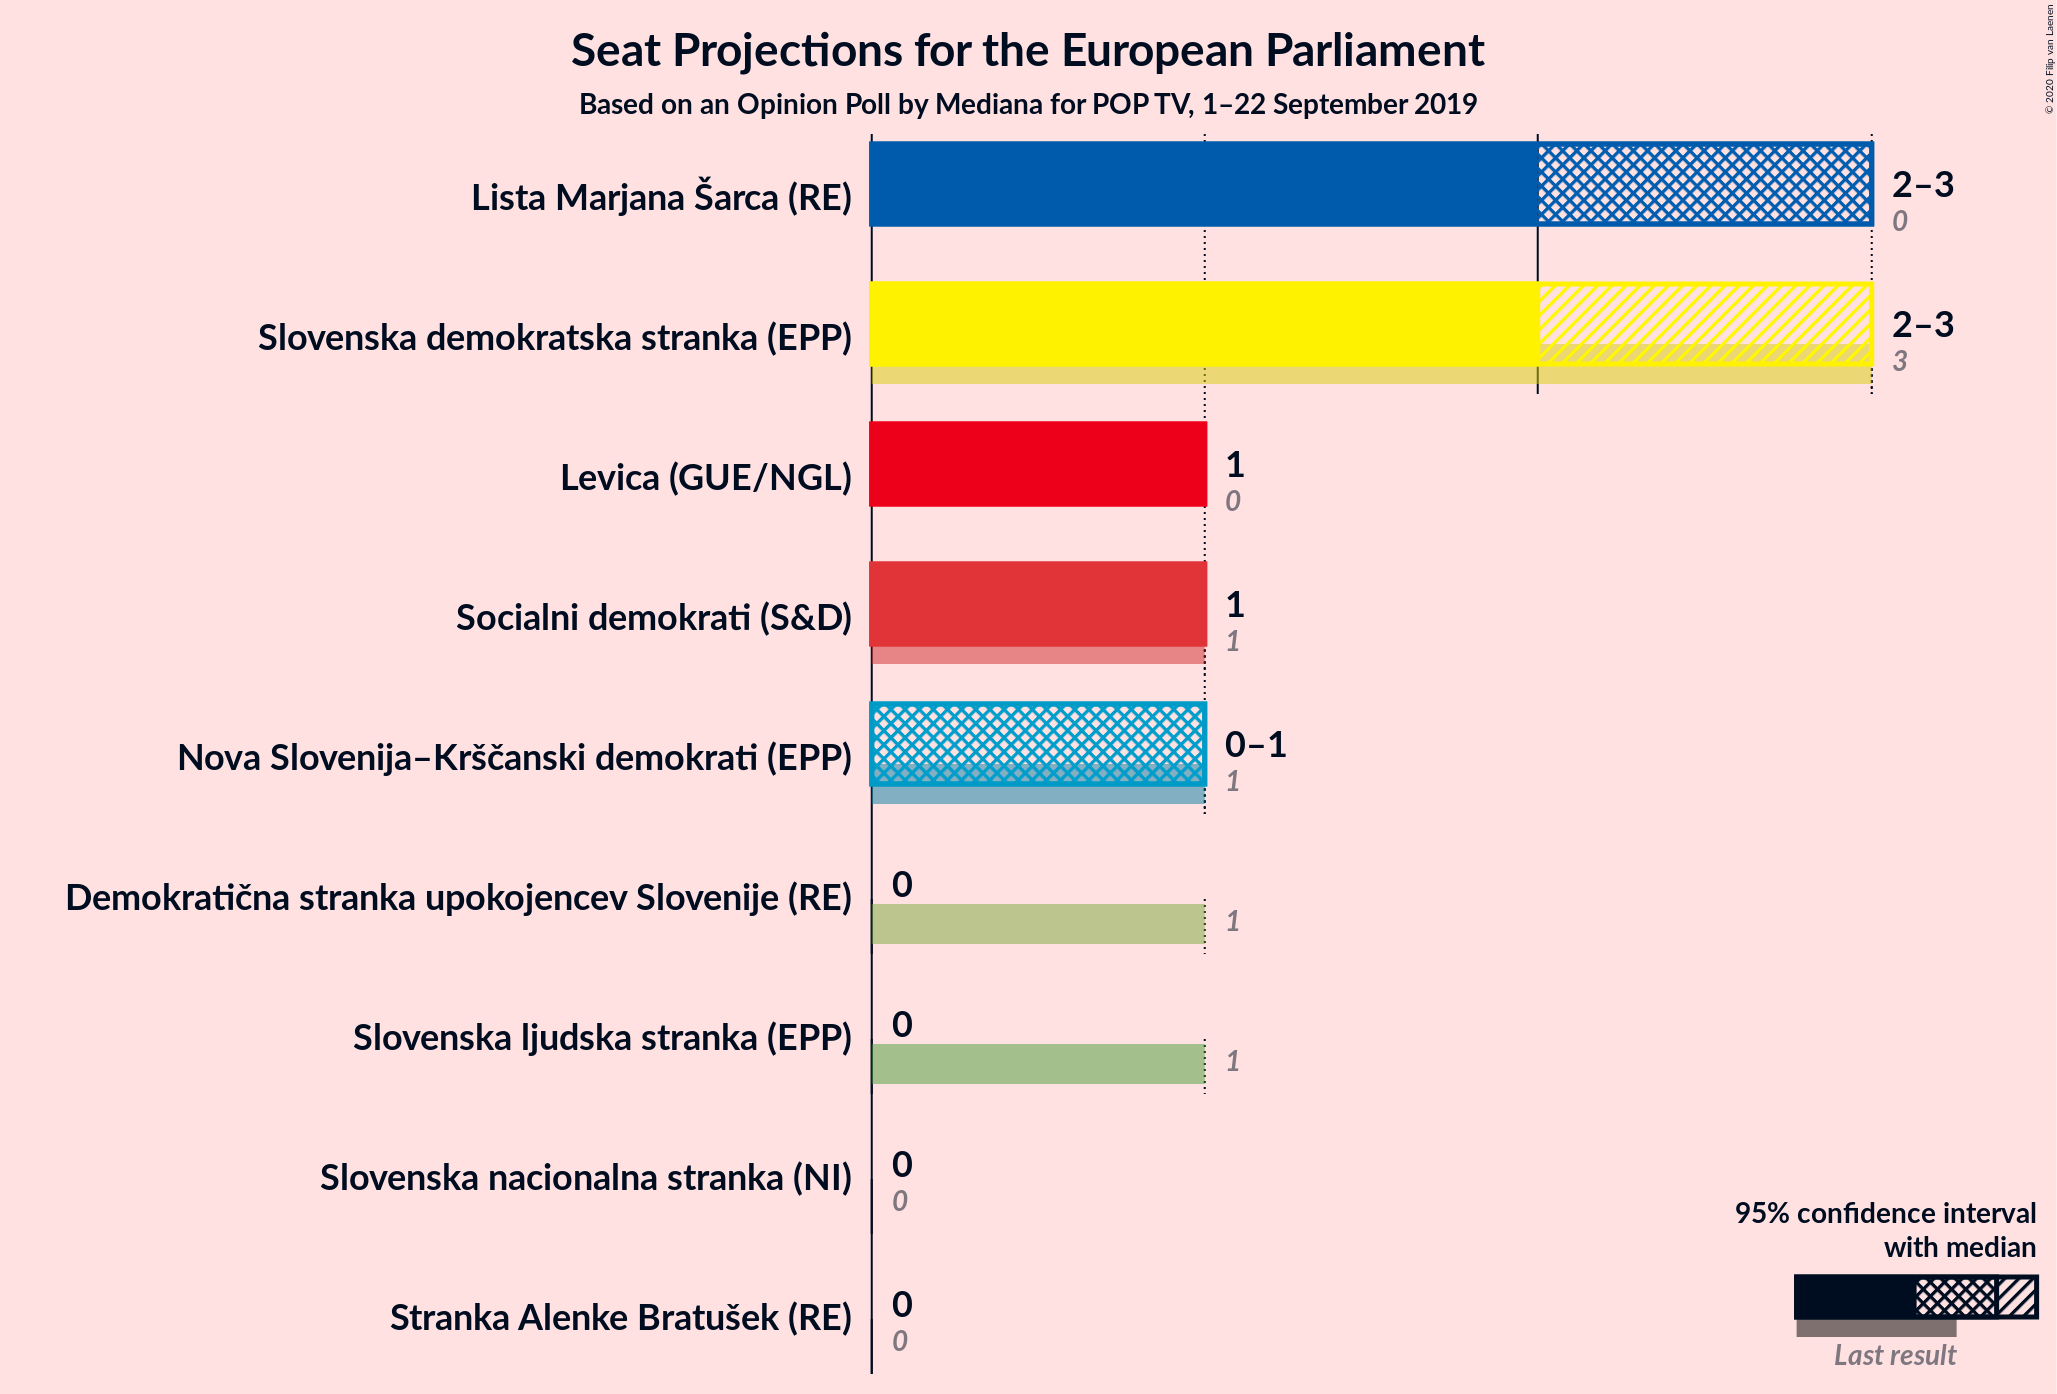 Seat Projections for the European Parliament
Based on an Opinion Poll by Mediana for POP TV, 1–22 September 2019
© 2020 Filip van Laenen
Lista Marjana Šarca (RE)
2–3
0
Slovenska demokratska stranka (EPP)
2–3
3
Levica (GUE/NGL)
1
0
Socialni demokrati (S&D)
1
1
Nova Slovenija–Krščanski demokrati (EPP)
0–1
1
Demokratična stranka upokojencev Slovenije (RE)
0
1
Slovenska ljudska stranka (EPP)
0
1
Slovenska nacionalna stranka (NI)
0
0
Stranka Alenke Bratušek (RE)
0
0
95% confidence interval
with median
Last result